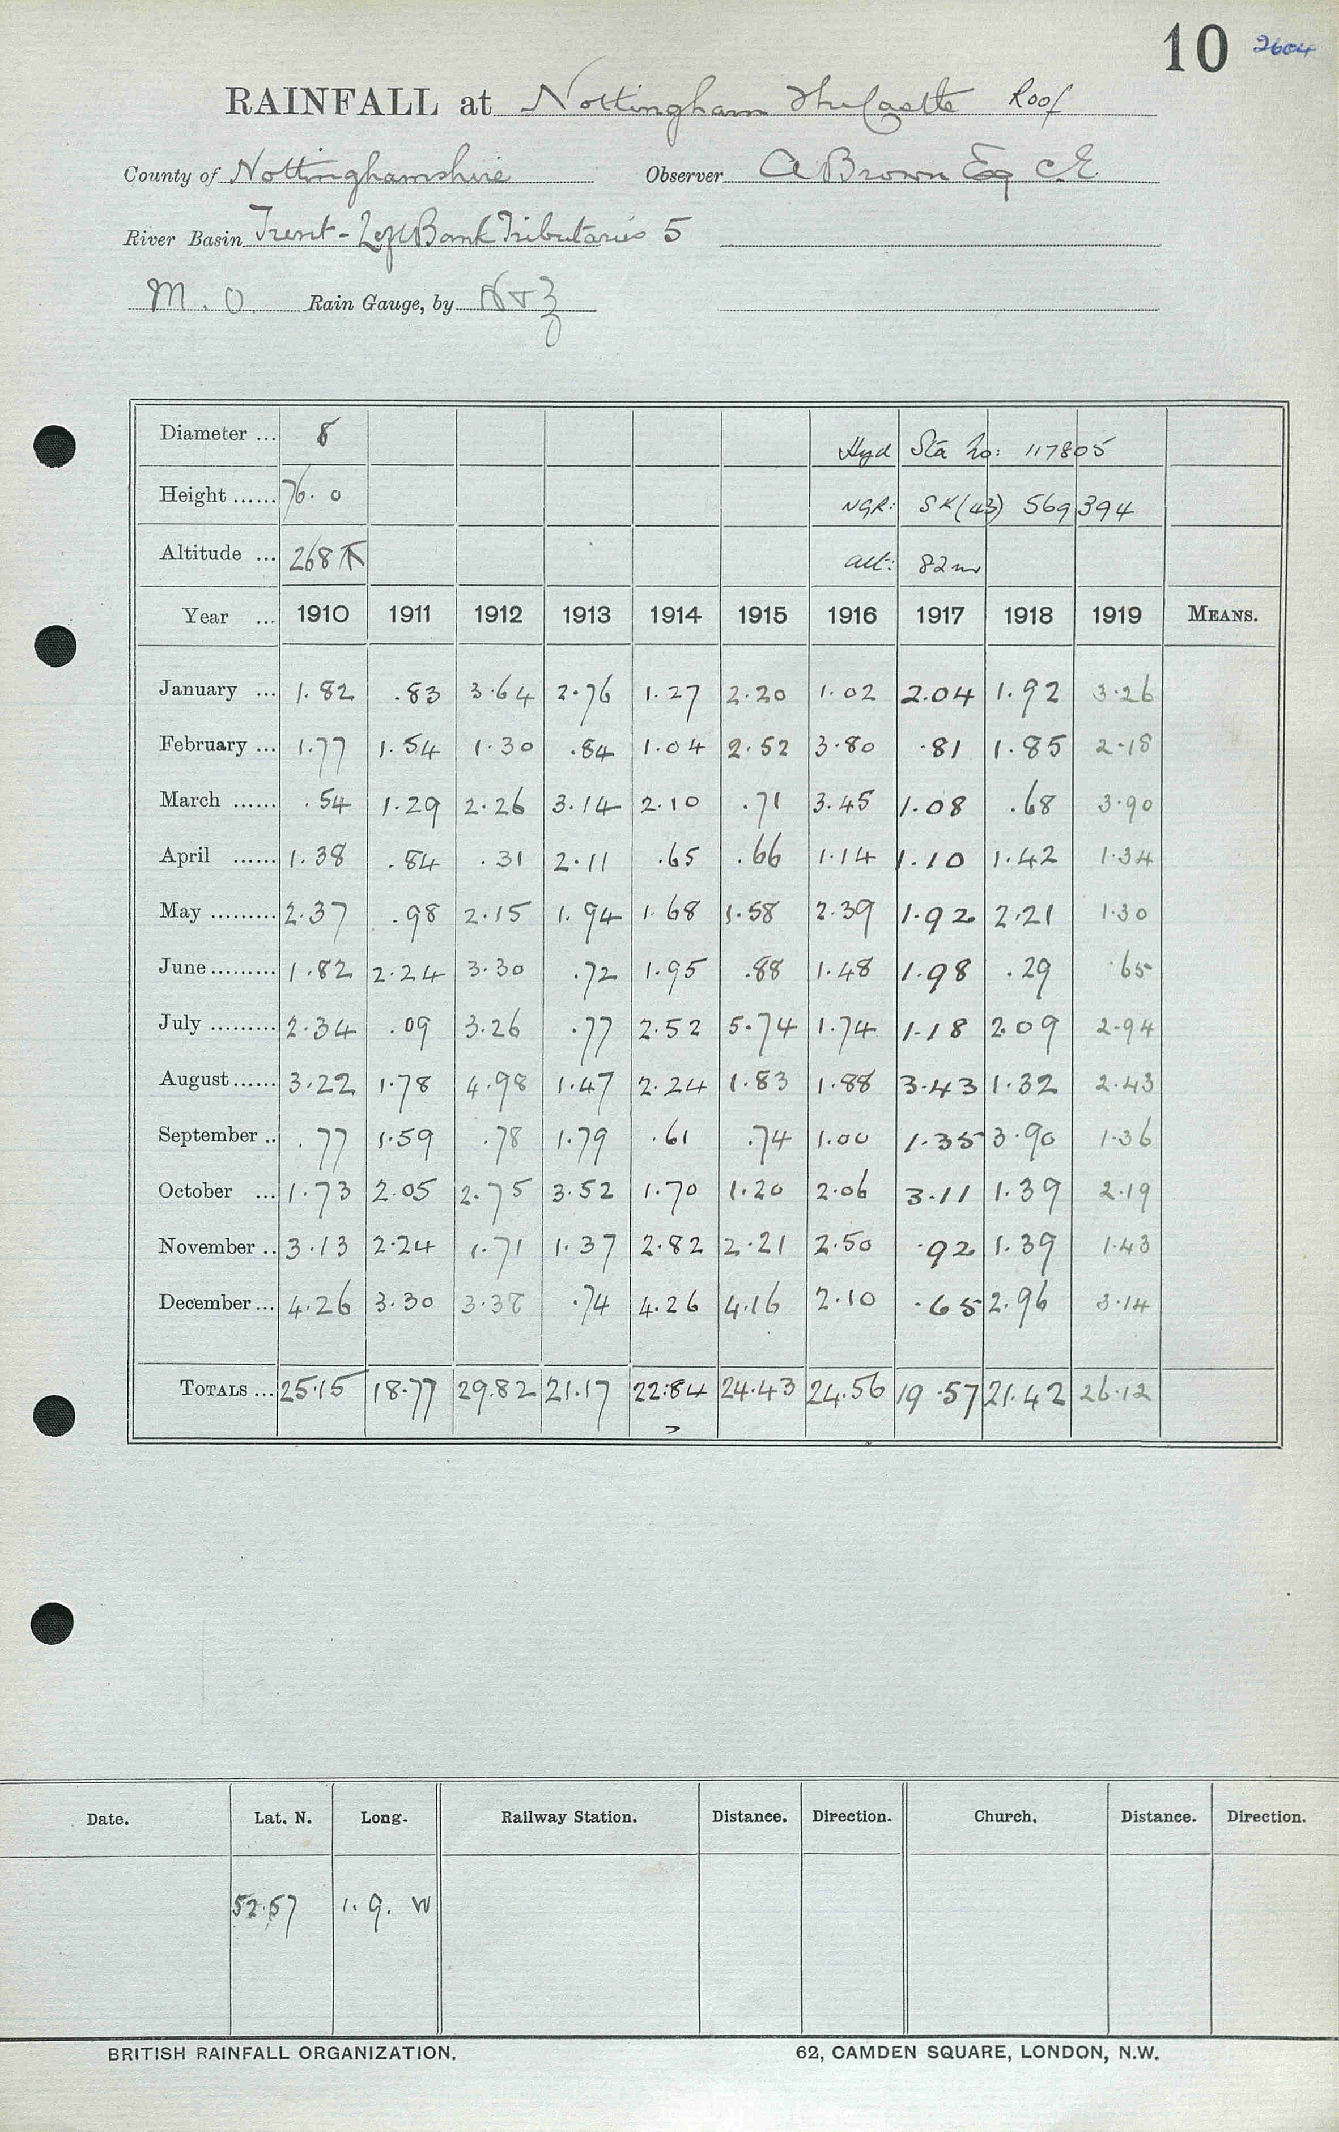 10 2604
RAINFALL at Nottingham The Castle Roof
County of Nottinghamshire Observer A Brown Esq C.E.
River Basin Trent - Left Bank Tributaries 5
M. O. Rain Gauge, by N & Z
Diameter ... 8 Hyd Sta No: 117805
Height ...... 76. 0 NGR: SK (43) 569 394
Altitude ... 268 ft alt: 82m
Year ... 1910 1911 1912 1913 1914 1915 1916 1917 1918 1919 MEANS.
January ... 1.82 .83 3.64 2.76 1.27 2.20 1.02 2.04 1.92 3.26
February ... 1.77 1.54 1.30 .84 1.04 2.52 3.80 .81 1.85 2.18
March ...... .54 1.29 2.26 3.14 2.10 .71 3.45 1.08 .68 3.90
April ...... 1.38 .84 .31 2.11 .65 .66 1.14 1.10 1.42 1.34
May ......... 2.37 .98 2.15 1.94 1.68 1.58 2.39 1.92 2.21 1.30
June ......... 1.82 2.24 3.30 .72 1.95 .88 1.48 1.98 .29 .65
July ......... 2.34 .09 3.26 .77 2.52 5.74 1.74 1.18 2.09 2.94
August ...... 3.22 1.78 4.98 1.47 2.24 1.83 1.88 3.43 1.32 2.43
September .. .77 1.59 .78 1.79 .61 .74 1.00 1.35 3.90 1.36
October ... 1.73 2.05 2.75 3.52 1.70 1.20 2.06 3.11 1.39 2.19
November .. 3.13 2.24 1.71 1.37 2.82 2.21 2.50 .92 1.39 1.43
December ... 4.26 3.30 3.38 .74 4.26 4.16 2.10 .65 2.96 3.14
TOTALS ... 25.15 18.77 29.82 21.17 22.84 24.43 24.56 19.57 21.42 26.12
Date. Lat. N. Long. Railway Station. Distance. Direction. Church. Distance. Direction.
52.57 1. 9. W
BRITISH RAINFALL ORGANIZATION. 62, CAMDEN SQUARE, LONDON, N.W.